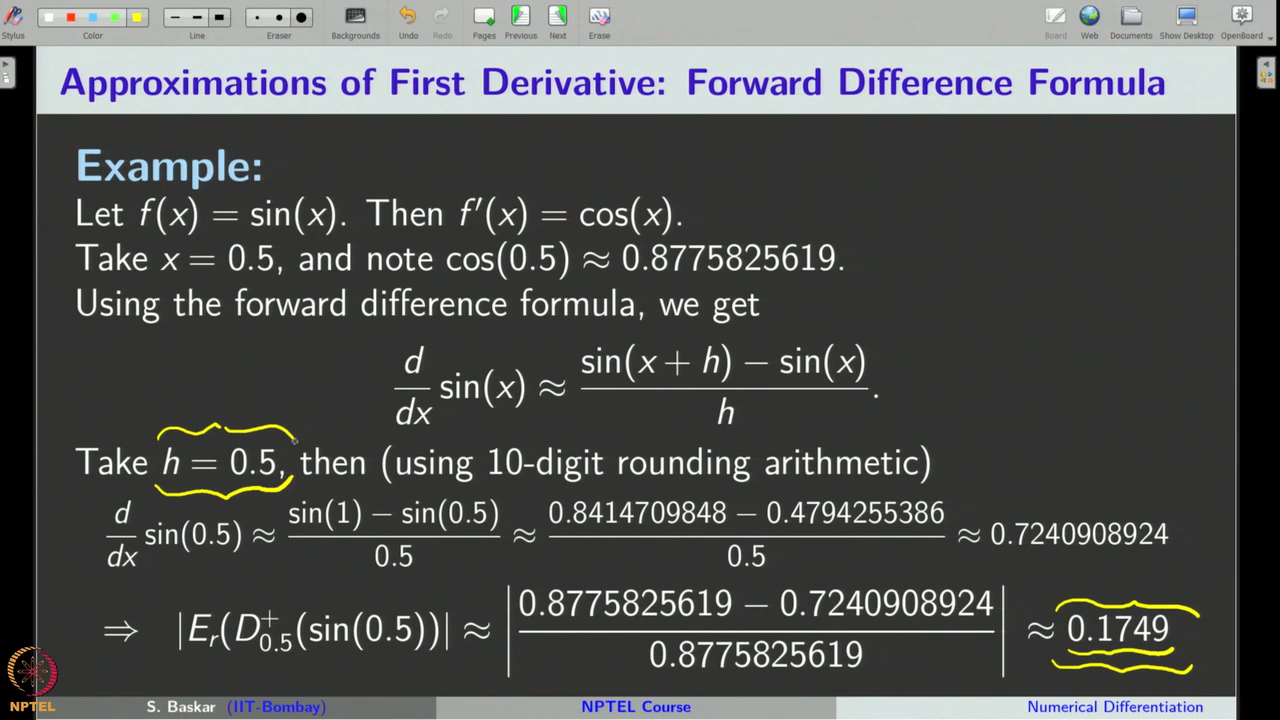 Stylus Color Line Eraser Backgrounds Undo Redo Pages Previous Next Erase Board Web Documents Show Desktop OpenBoard
Approximations of First Derivative: Forward Difference Formula
Example:
Let f(x) = sin(x). Then f′(x) = cos(x).
Take x = 0.5, and note cos(0.5) ≈ 0.8775825619.
Using the forward difference formula, we get
d/dx sin(x) ≈ (sin(x + h) − sin(x))/h.
Take h = 0.5, then (using 10-digit rounding arithmetic)
d/dx sin(0.5) ≈ (sin(1) − sin(0.5))/0.5 ≈ (0.8414709848 − 0.4794255386)/0.5 ≈ 0.7240908924
⇒ |E_r(D^+_{0.5}(sin(0.5))| ≈ |(0.8775825619 − 0.7240908924)/0.8775825619| ≈ 0.1749
NPTEL
S. Baskar (IIT-Bombay) NPTEL Course Numerical Differentiation